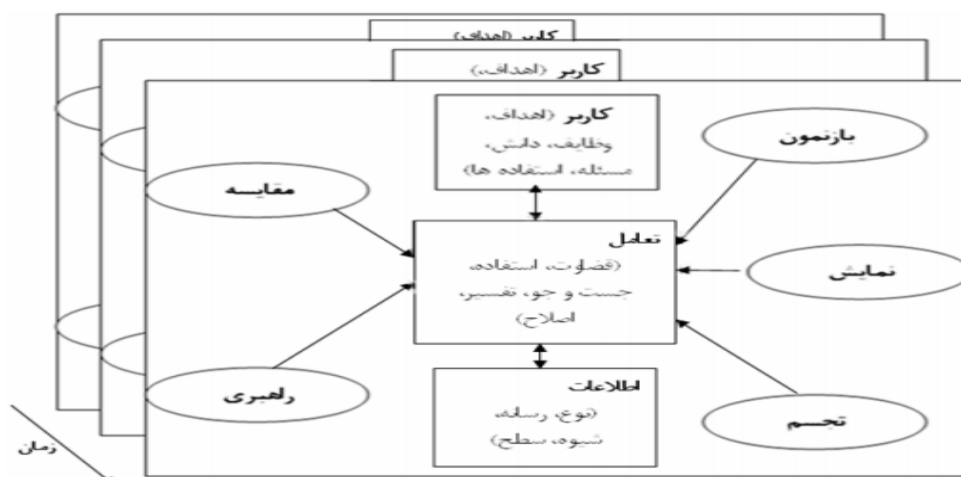 کاربر (اهداف)
کاربر (اهداف،)
کاربر (اهداف،
وظایف، دانش،
مسئله، استفاده ها)
بازنمون
مقایسه
تعامل
(قضاوت، استفاده،
جست و جو، تفسیر،
اصلاح)
نمایش
راهبری
اطلاعات
(نوع، رسانه،
شیوه، سطح)
تجسم
زمان